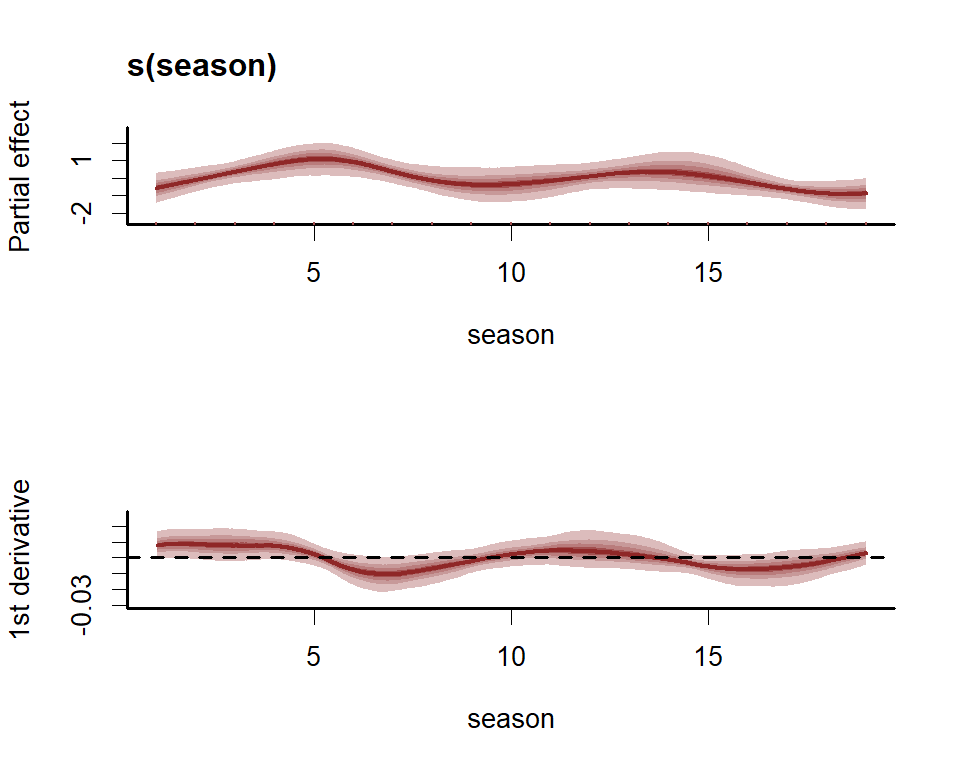 s(season)
Partial effect
1
-2
5 10 15
season
1st derivative
-0.03
5 10 15
season